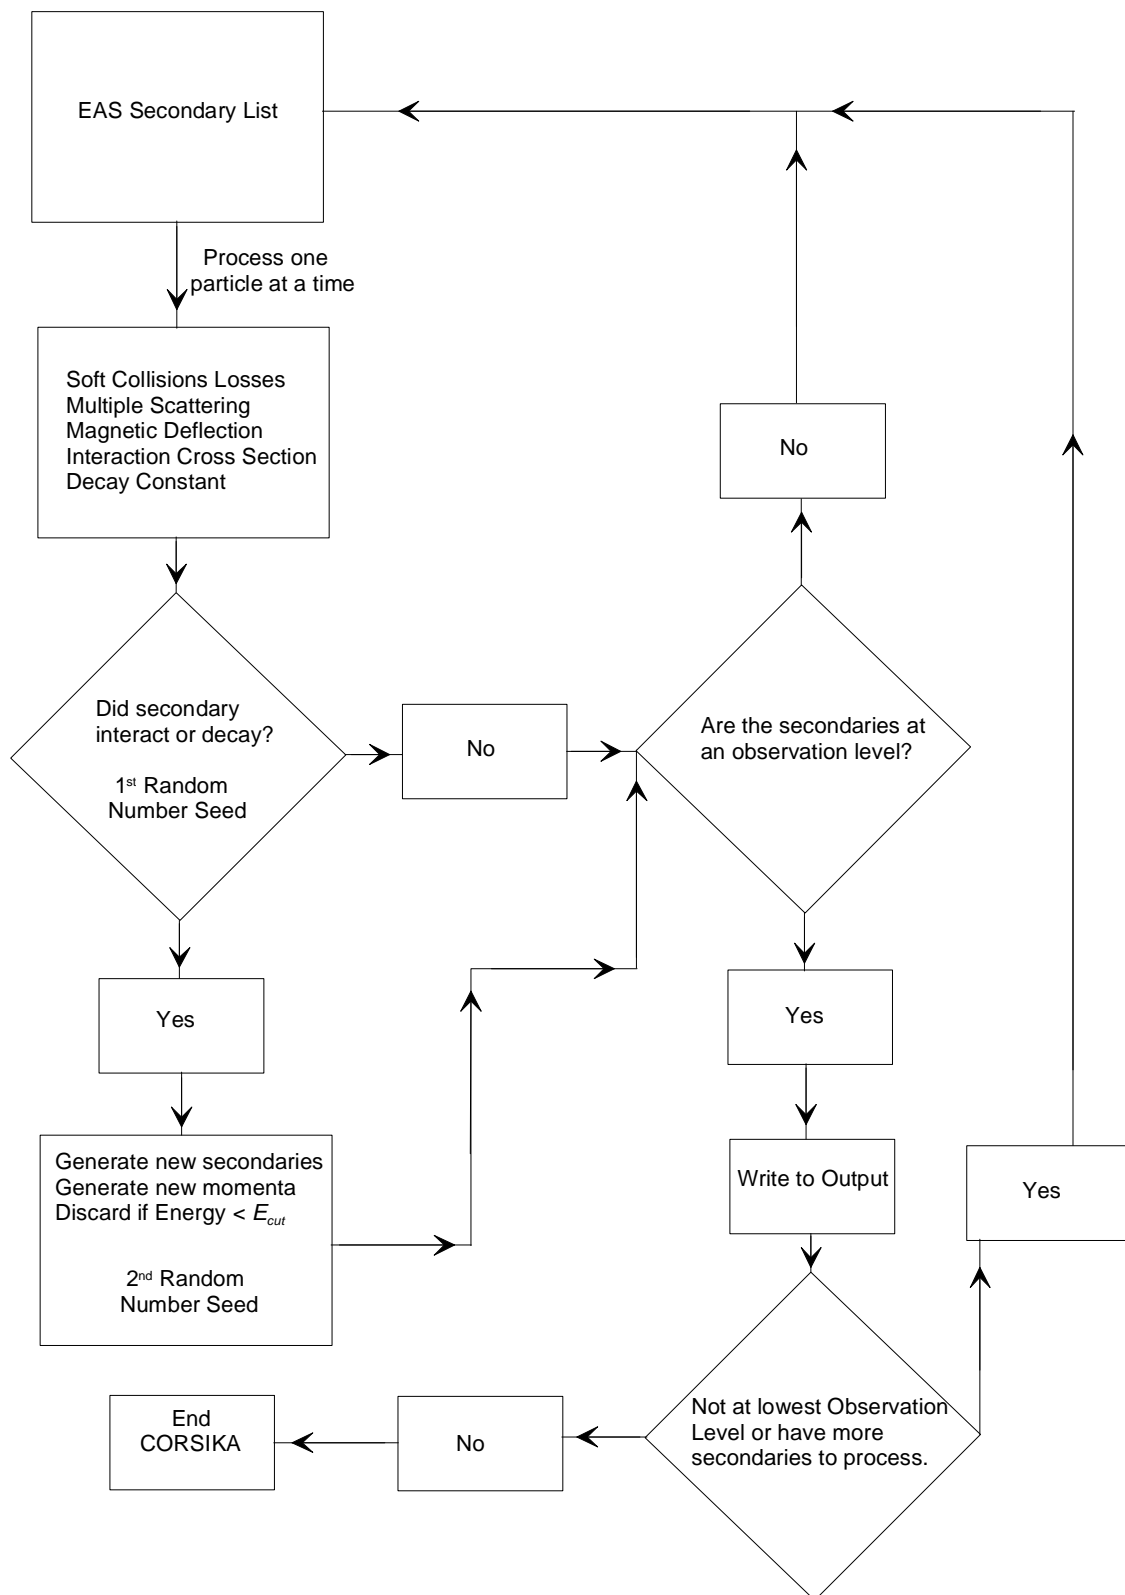 EAS Secondary List
Process one
particle at a time
Soft Collisions Losses
Multiple Scattering
Magnetic Deflection
Interaction Cross Section
Decay Constant
No
Did secondary
interact or decay?
1st Random
Number Seed
No
Are the secondaries at
an observation level?
Yes
Yes
Generate new secondaries
Generate new momenta
Discard if Energy < Ecut
2nd Random
Number Seed
Write to Output
Yes
Not at lowest Observation
Level or have more
secondaries to process.
No
End
CORSIKA